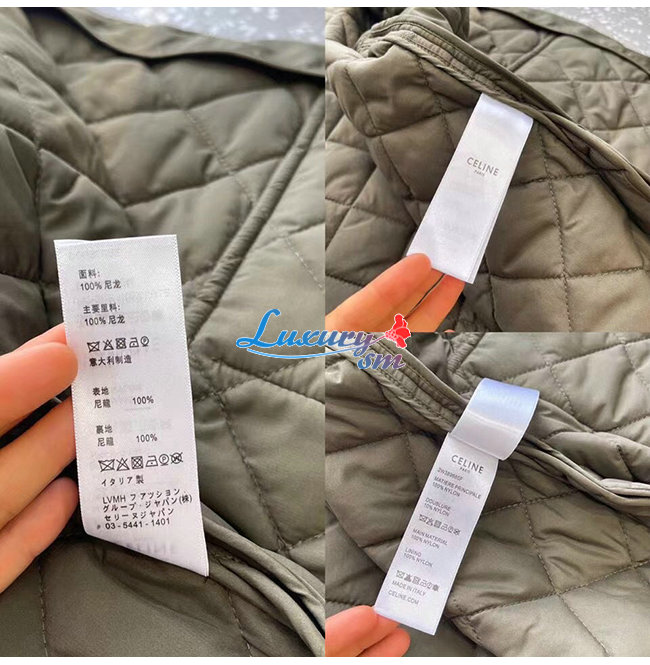 面料:
100% 尼龙
主要里料:
100% 尼龙
意大利制造
表地
尼龍 100%
裏地
尼龍 100%
イタリア製
LVMH ファッション
グループ・ジャパン(株)
セリーヌジャパン
03-5441-1401
CELINE
PARIS
Luxury
sm
CELINE
PARIS
MATIERE PRINCIPALE
100% NYLON
DOUBLURE
10% NYLON
MAIN MATERIAL
100% NYLON
LINING
100% NYLON
MADE IN ITALY
CELINE.COM